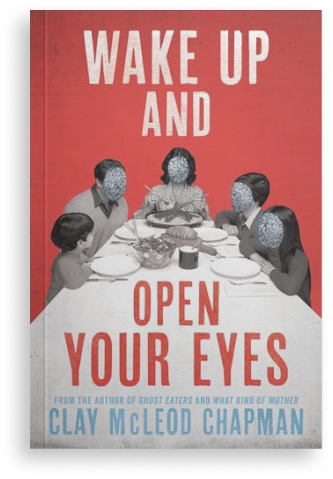 WAKE UP
AND
OPEN
YOUR EYES
FROM THE AUTHOR OF GHOST EATERS AND WHAT KIND OF MOTHER
CLAY McLEOD CHAPMAN